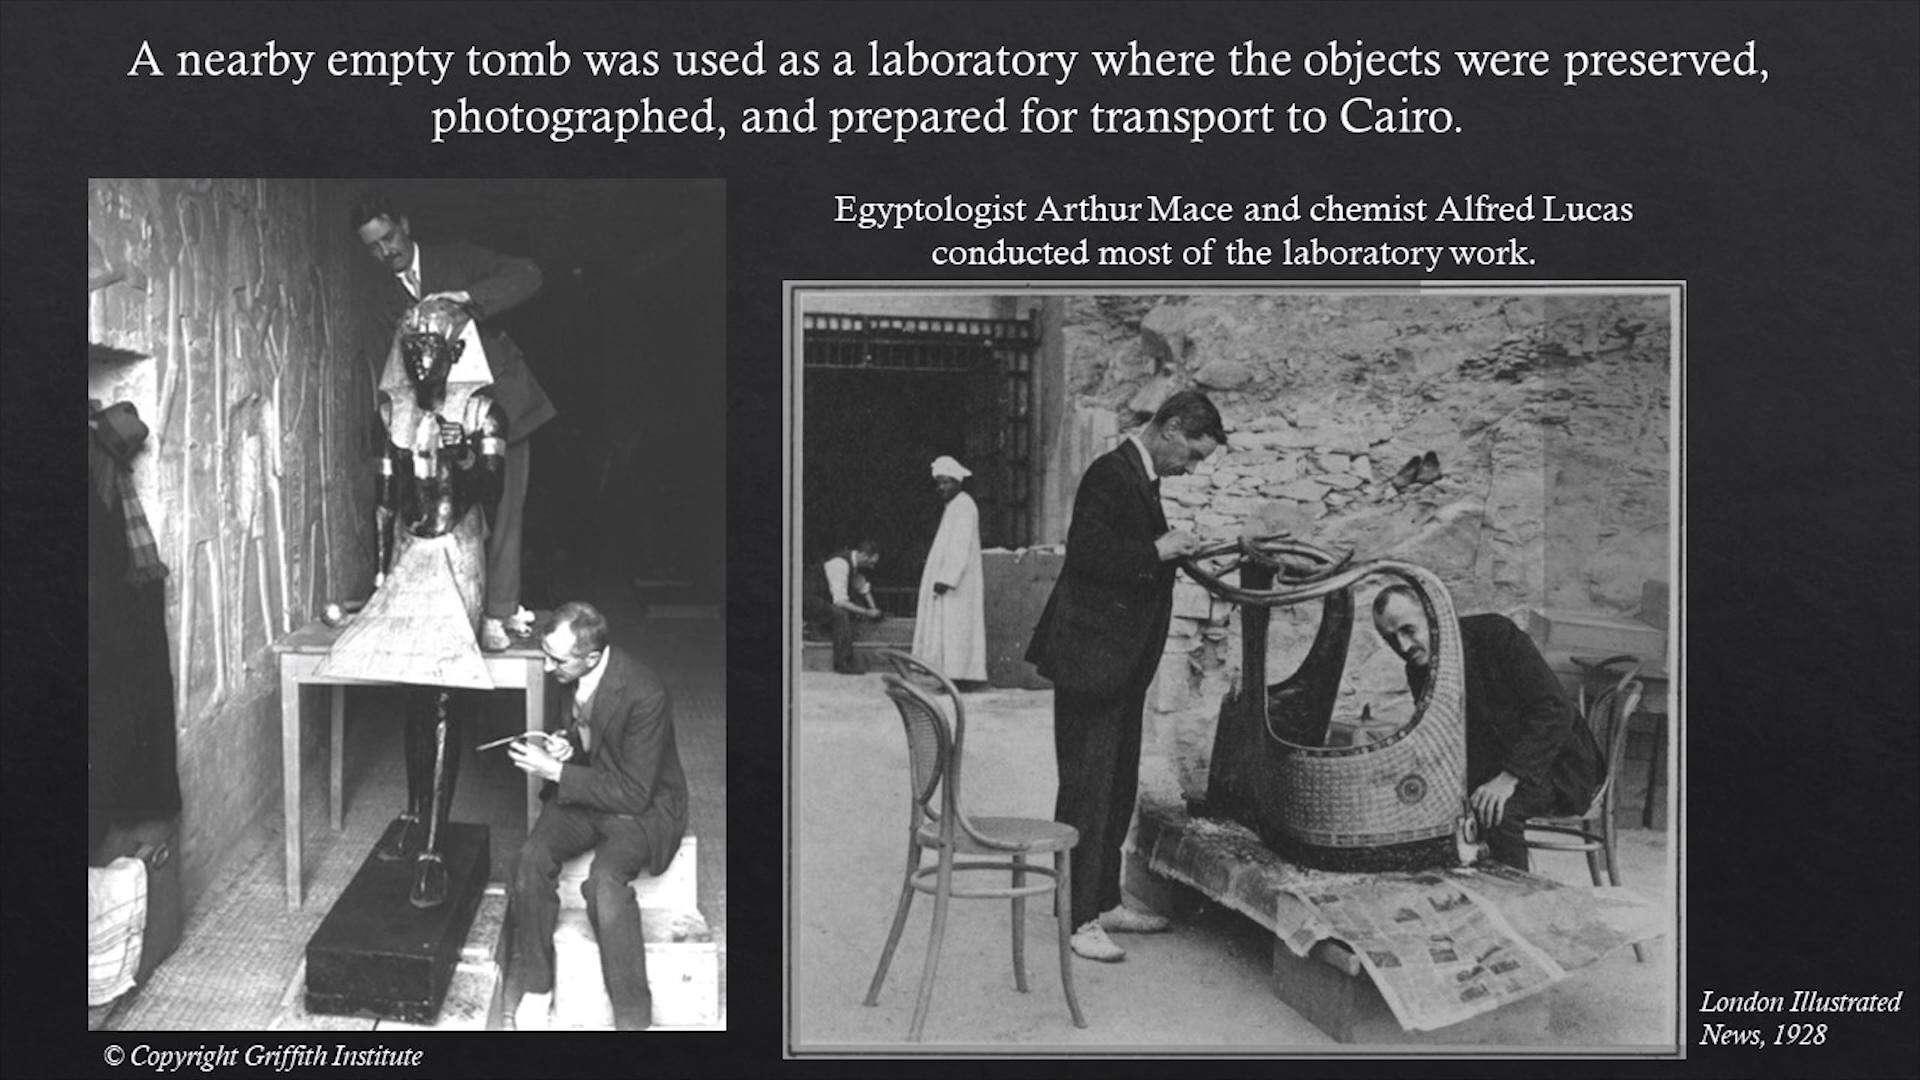 A nearby empty tomb was used as a laboratory where the objects were preserved,
photographed, and prepared for transport to Cairo.
Egyptologist Arthur Mace and chemist Alfred Lucas
conducted most of the laboratory work.
© Copyright Griffith Institute
London Illustrated
News, 1928